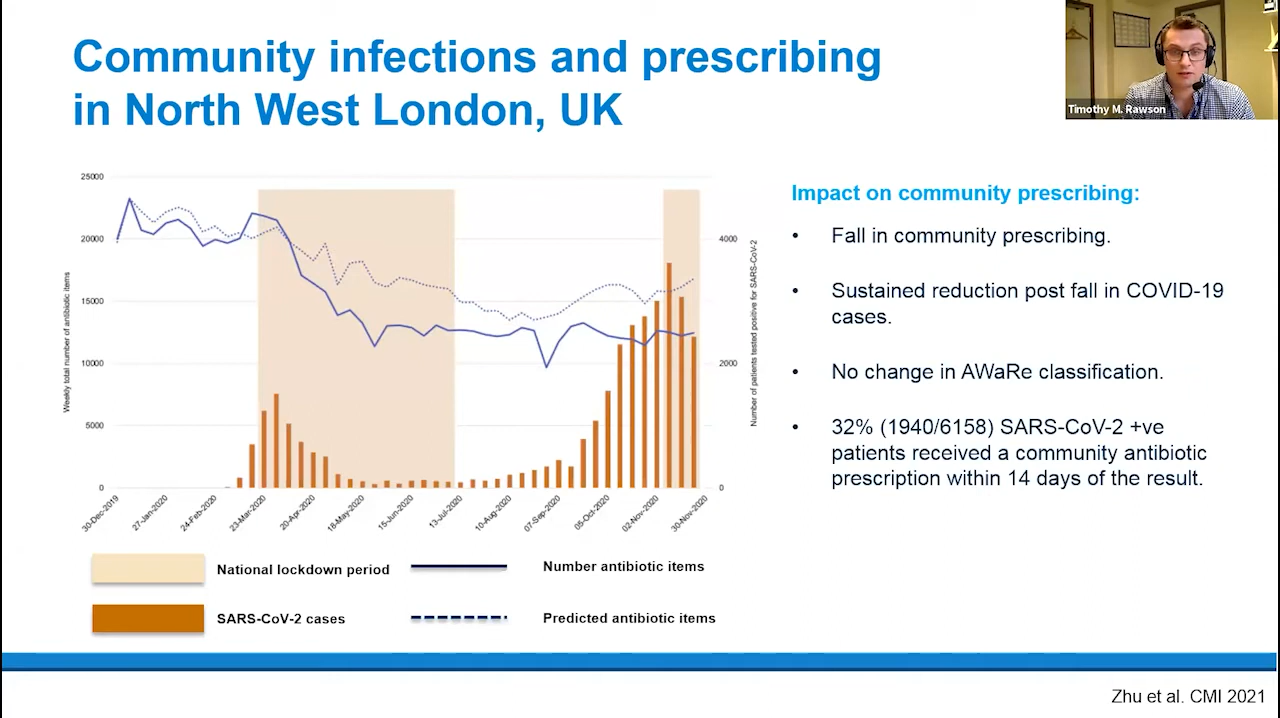 Community infections and prescribing
in North West London, UK
Timothy M. Rawson
25000
20000
15000
10000
5000
0
Weekly total number of antibiotic items
4000
2000
0
Number of patients tested positive for SARS-CoV-2
30-Dec-2019
27-Jan-2020
24-Feb-2020
23-Mar-2020
20-Apr-2020
18-May-2020
15-Jun-2020
13-Jul-2020
10-Aug-2020
07-Sep-2020
05-Oct-2020
02-Nov-2020
30-Nov-2020
National lockdown period
Number antibiotic items
SARS-CoV-2 cases
Predicted antibiotic items
Impact on community prescribing:
• Fall in community prescribing.
• Sustained reduction post fall in COVID-19
cases.
• No change in AWaRe classification.
• 32% (1940/6158) SARS-CoV-2 +ve
patients received a community antibiotic
prescription within 14 days of the result.
Zhu et al. CMI 2021